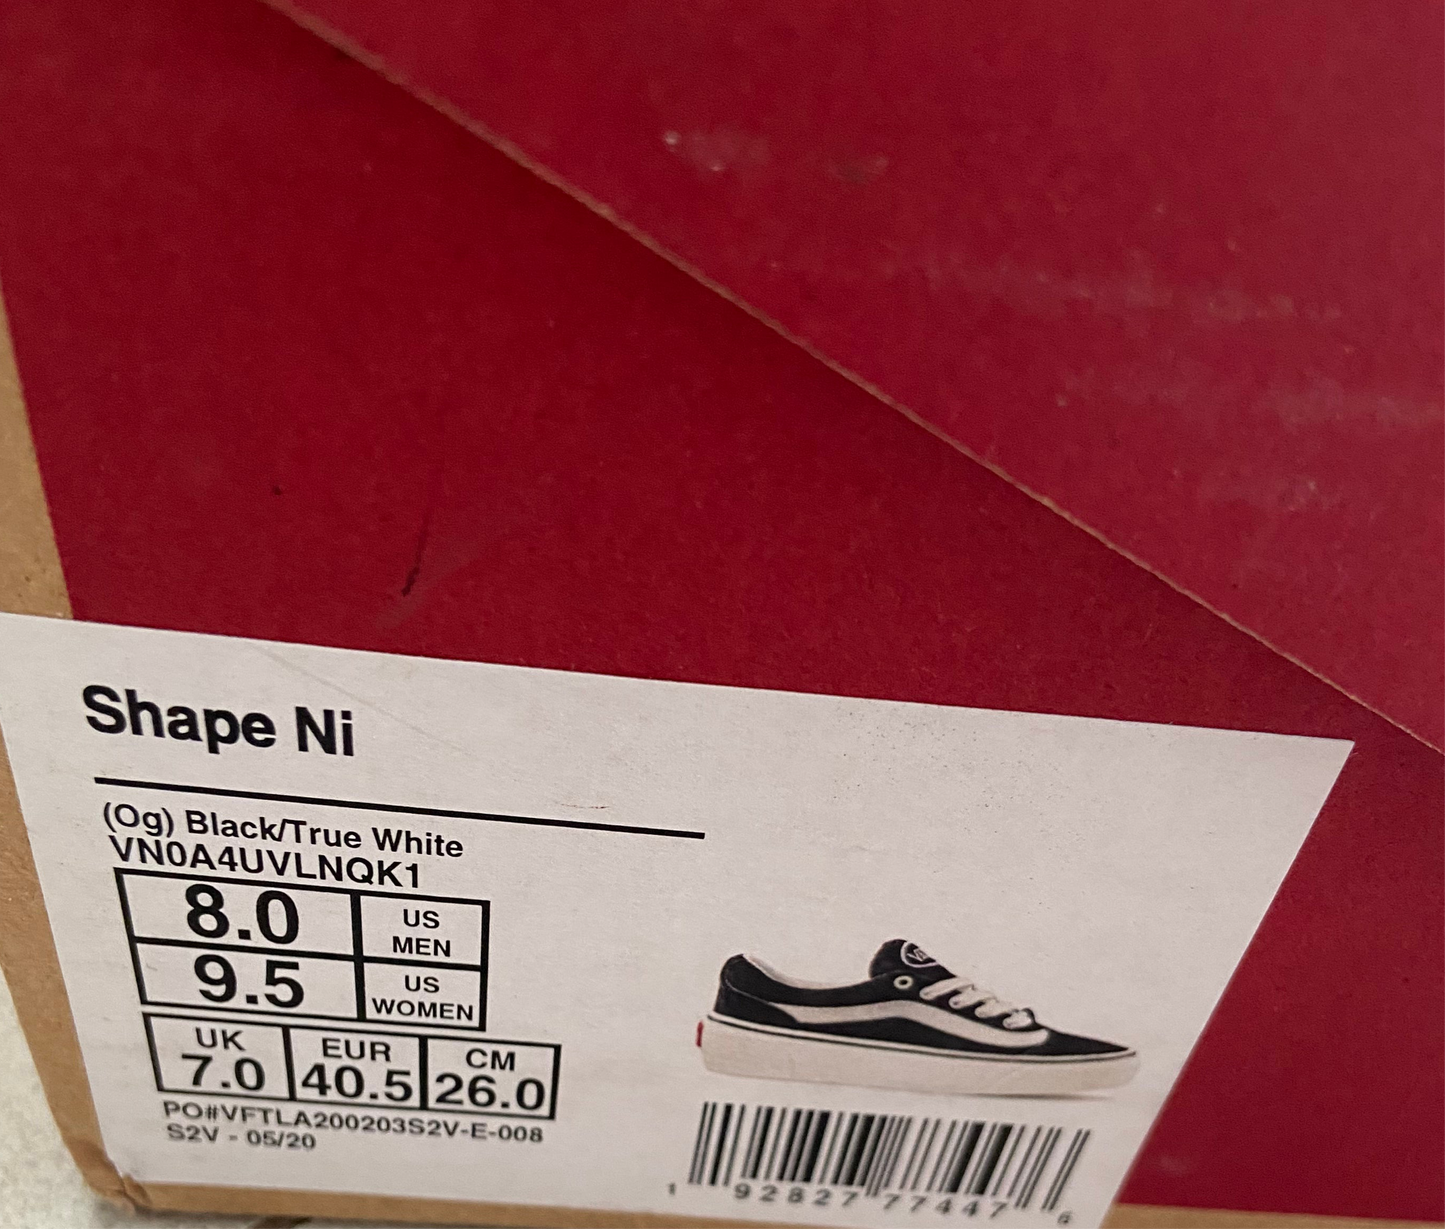 Shape Ni
(Og) Black/True White
VN0A4UVLNQK1
8.0 US MEN
9.5 US WOMEN
UK EUR CM
7.0 40.5 26.0
PO#VFTLA200203S2V-E-008
S2V - 05/20
1 92827 77447 6